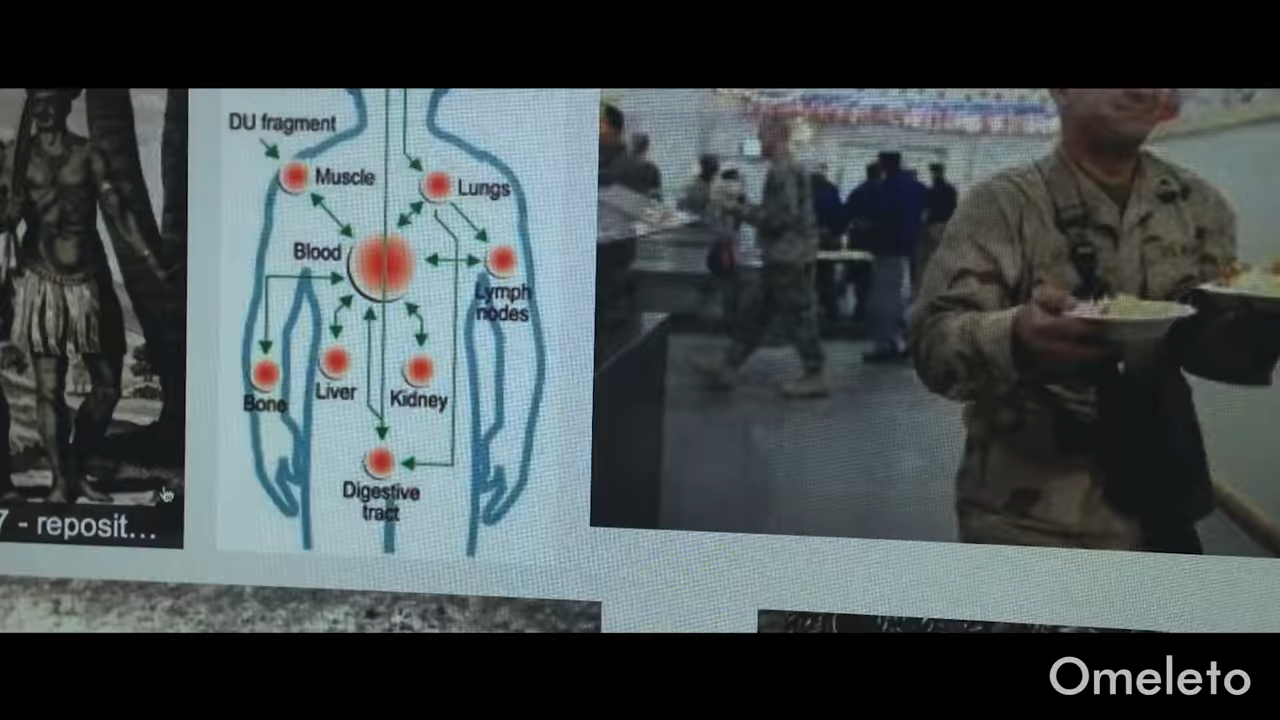 DU fragment
Muscle
Lungs
Blood
Lymph
nodes
Bone
Liver
Kidney
Digestive
tract
7 - reposit...
Omeleto